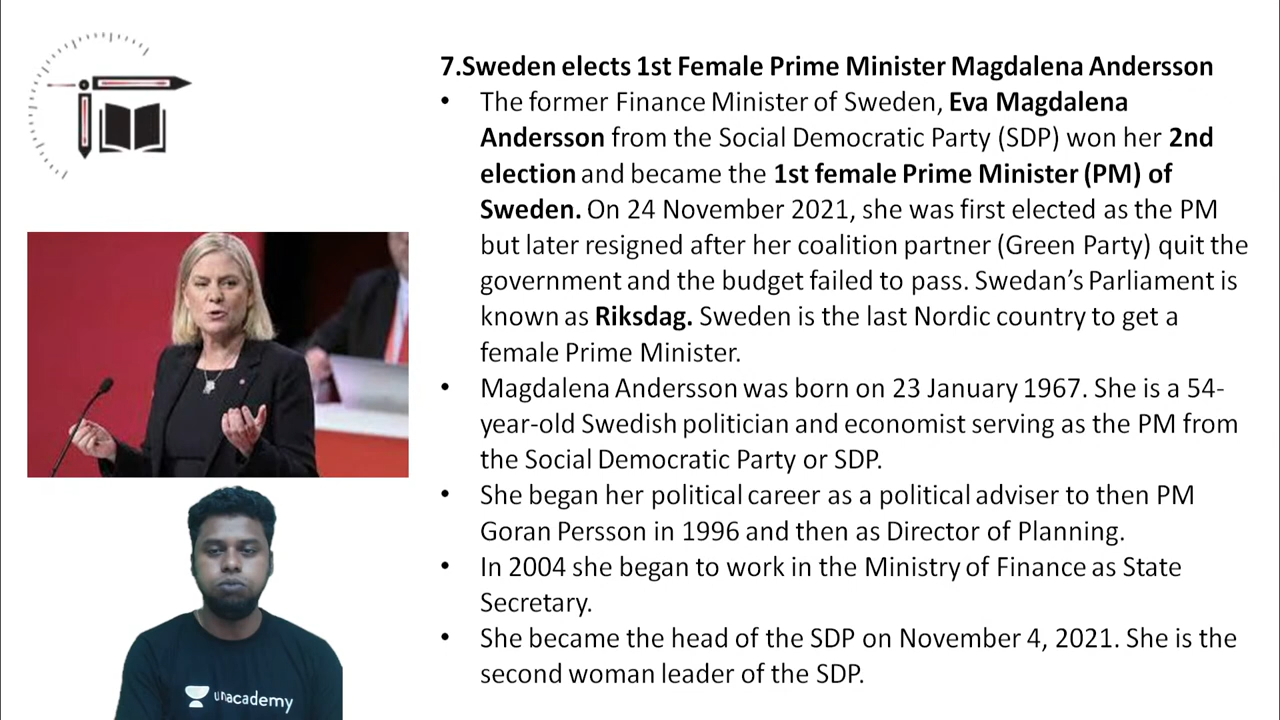 7.Sweden elects 1st Female Prime Minister Magdalena Andersson
• The former Finance Minister of Sweden, Eva Magdalena
Andersson from the Social Democratic Party (SDP) won her 2nd
election and became the 1st female Prime Minister (PM) of
Sweden. On 24 November 2021, she was first elected as the PM
but later resigned after her coalition partner (Green Party) quit the
government and the budget failed to pass. Swedan’s Parliament is
known as Riksdag. Sweden is the last Nordic country to get a
female Prime Minister.
• Magdalena Andersson was born on 23 January 1967. She is a 54-
year-old Swedish politician and economist serving as the PM from
the Social Democratic Party or SDP.
• She began her political career as a political adviser to then PM
Goran Persson in 1996 and then as Director of Planning.
• In 2004 she began to work in the Ministry of Finance as State
Secretary.
• She became the head of the SDP on November 4, 2021. She is the
second woman leader of the SDP.
unacademy